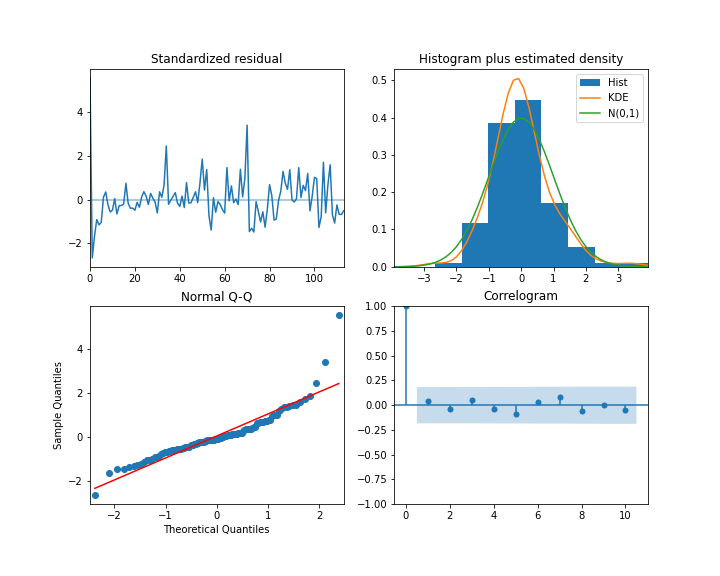 Standardized residual
4
2
0
−2
0 20 40 60 80 100
Histogram plus estimated density
0.5
0.4
0.3
0.2
0.1
0.0
Hist
KDE
N(0,1)
−3 −2 −1 0 1 2 3
Normal Q-Q
Sample Quantiles
4
2
0
−2
−2 −1 0 1 2
Theoretical Quantiles
Correlogram
1.00
0.75
0.50
0.25
0.00
−0.25
−0.50
−0.75
−1.00
0 2 4 6 8 10